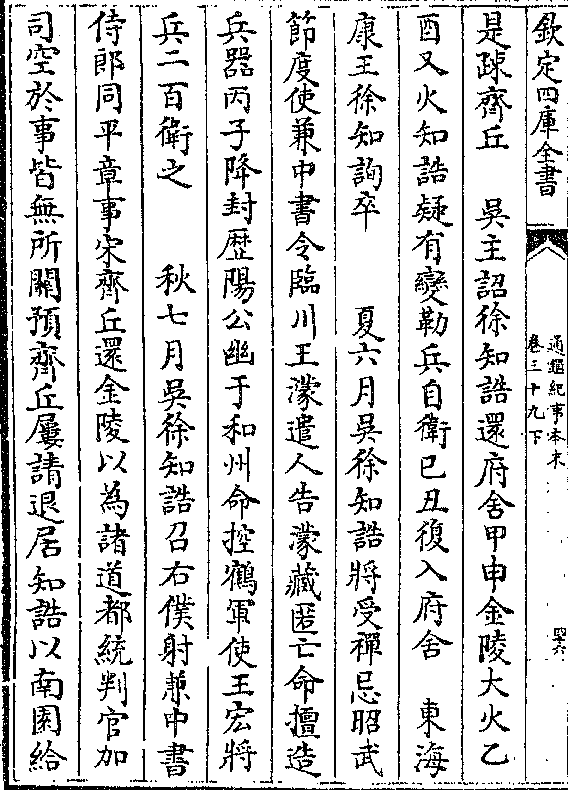 欽定四庫全書
通鑑紀事本末
卷三十九下
四六
是疎齊丘　吳主詔徐知誥還府舍甲申金陵大火乙
酉又火知誥疑有變勒兵自衛己丑復入府舍　東海
康王徐知詢卒　夏六月吳徐知誥將受禪忌昭武
節度使兼中書令臨川王濛遣人告濛藏匿亡命擅造
兵器丙子降封歴陽公幽于和州命控鶴軍使王宏將
兵二百衛之　秋七月吳徐知誥召右僕射兼中書
侍郎同平章事宋齊丘還金陵以為諸道都統判官加
司空於事皆無所關預齊丘屢請退居知誥以南園給